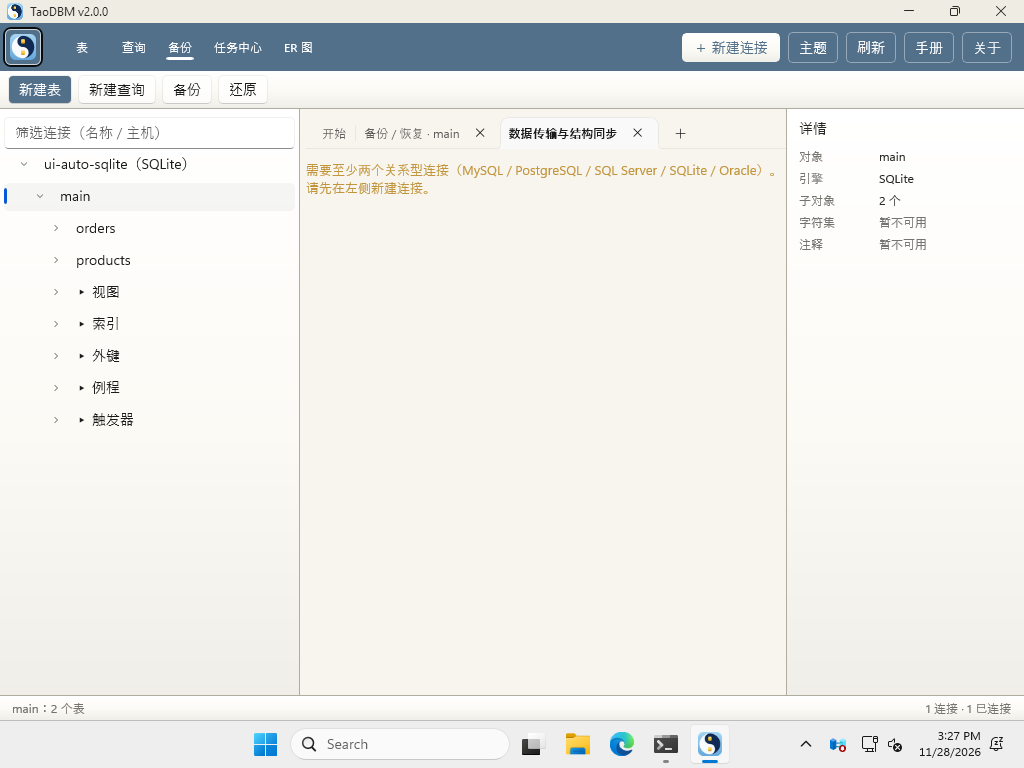 TaoDBM v2.0.0
表 查询 备份 任务中心 ER 图 + 新建连接 主题 刷新 手册 关于
新建表 新建查询 备份 还原
筛选连接（名称 / 主机）
ui-auto-sqlite（SQLite）
main
orders
products
视图
索引
外键
例程
触发器
开始 备份 / 恢复 · main 数据传输与结构同步
需要至少两个关系型连接（MySQL / PostgreSQL / SQL Server / SQLite / Oracle）。
请先在左侧新建连接。
详情
对象 main
引擎 SQLite
子对象 2 个
字符集 暂不可用
注释 暂不可用
main：2 个表
1 连接 · 1 已连接
Search
3:27 PM
11/28/2026